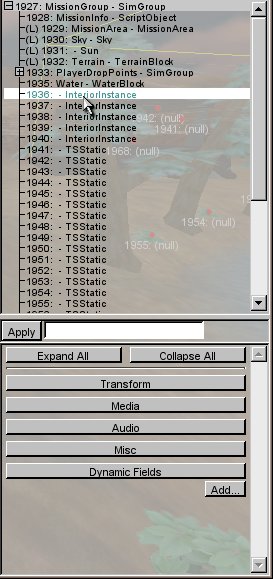 1927: MissionGroup - SimGroup
1928: MissionInfo - ScriptObject
(L) 1929: MissionArea - MissionArea
(L) 1930: Sky - Sky
(L) 1931: - Sun
(L) 1932: Terrain - TerrainBlock
1933: PlayerDropPoints - SimGroup
1935: Water - WaterBlock
1936: - InteriorInstance
1937: - InteriorInstance
1938: - InteriorInstance
1939: - InteriorInstance
1940: - InteriorInstance
1941: - TSStatic
1942: - TSStatic
1943: - TSStatic
1944: - TSStatic
1945: - TSStatic
1946: - TSStatic
1947: - TSStatic
1948: - TSStatic
1949: - TSStatic
1950: - TSStatic
1951: - TSStatic
1952: - TSStatic
1953: - TSStatic
1954: - TSStatic
1955: - TSStatic
1942: (null)
1941: (null)
1968: (null)
1954: (null)
1955: (null)
Apply
Expand All Collapse All
Transform
Media
Audio
Misc
Dynamic Fields
Add...